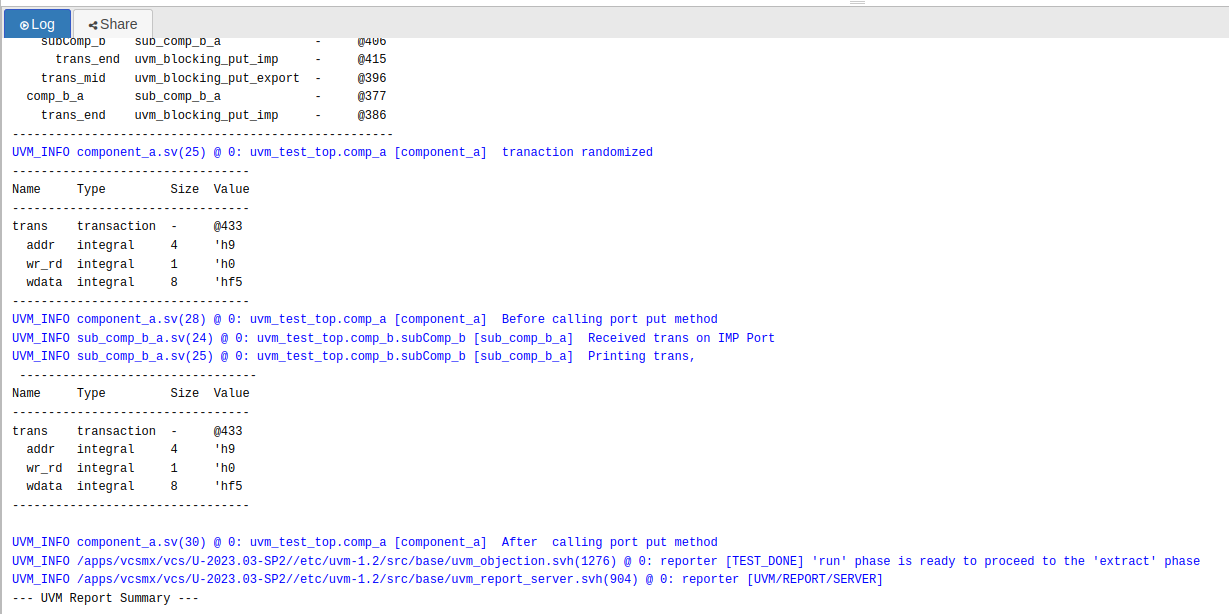 Log Share
    subComp_b    sub_comp_b_a             -     @406
      trans_end  uvm_blocking_put_imp     -     @415
    trans_mid    uvm_blocking_put_export  -     @396
  comp_b_a       sub_comp_b_a             -     @377
    trans_end    uvm_blocking_put_imp     -     @386
-----------------------------------------------------
UVM_INFO component_a.sv(25) @ 0: uvm_test_top.comp_a [component_a]  tranaction randomized
---------------------------------
Name     Type         Size  Value
---------------------------------
trans    transaction  -     @433
  addr   integral     4     'h9
  wr_rd  integral     1     'h0
  wdata  integral     8     'hf5
---------------------------------
UVM_INFO component_a.sv(28) @ 0: uvm_test_top.comp_a [component_a]  Before calling port put method
UVM_INFO sub_comp_b_a.sv(24) @ 0: uvm_test_top.comp_b.subComp_b [sub_comp_b_a]  Received trans on IMP Port
UVM_INFO sub_comp_b_a.sv(25) @ 0: uvm_test_top.comp_b.subComp_b [sub_comp_b_a]  Printing trans,
 ---------------------------------
Name     Type         Size  Value
---------------------------------
trans    transaction  -     @433
  addr   integral     4     'h9
  wr_rd  integral     1     'h0
  wdata  integral     8     'hf5
---------------------------------
UVM_INFO component_a.sv(30) @ 0: uvm_test_top.comp_a [component_a]  After  calling port put method
UVM_INFO /apps/vcsmx/vcs/U-2023.03-SP2//etc/uvm-1.2/src/base/uvm_objection.svh(1276) @ 0: reporter [TEST_DONE] 'run' phase is ready to proceed to the 'extract' phase
UVM_INFO /apps/vcsmx/vcs/U-2023.03-SP2//etc/uvm-1.2/src/base/uvm_report_server.svh(904) @ 0: reporter [UVM/REPORT/SERVER]
--- UVM Report Summary ---